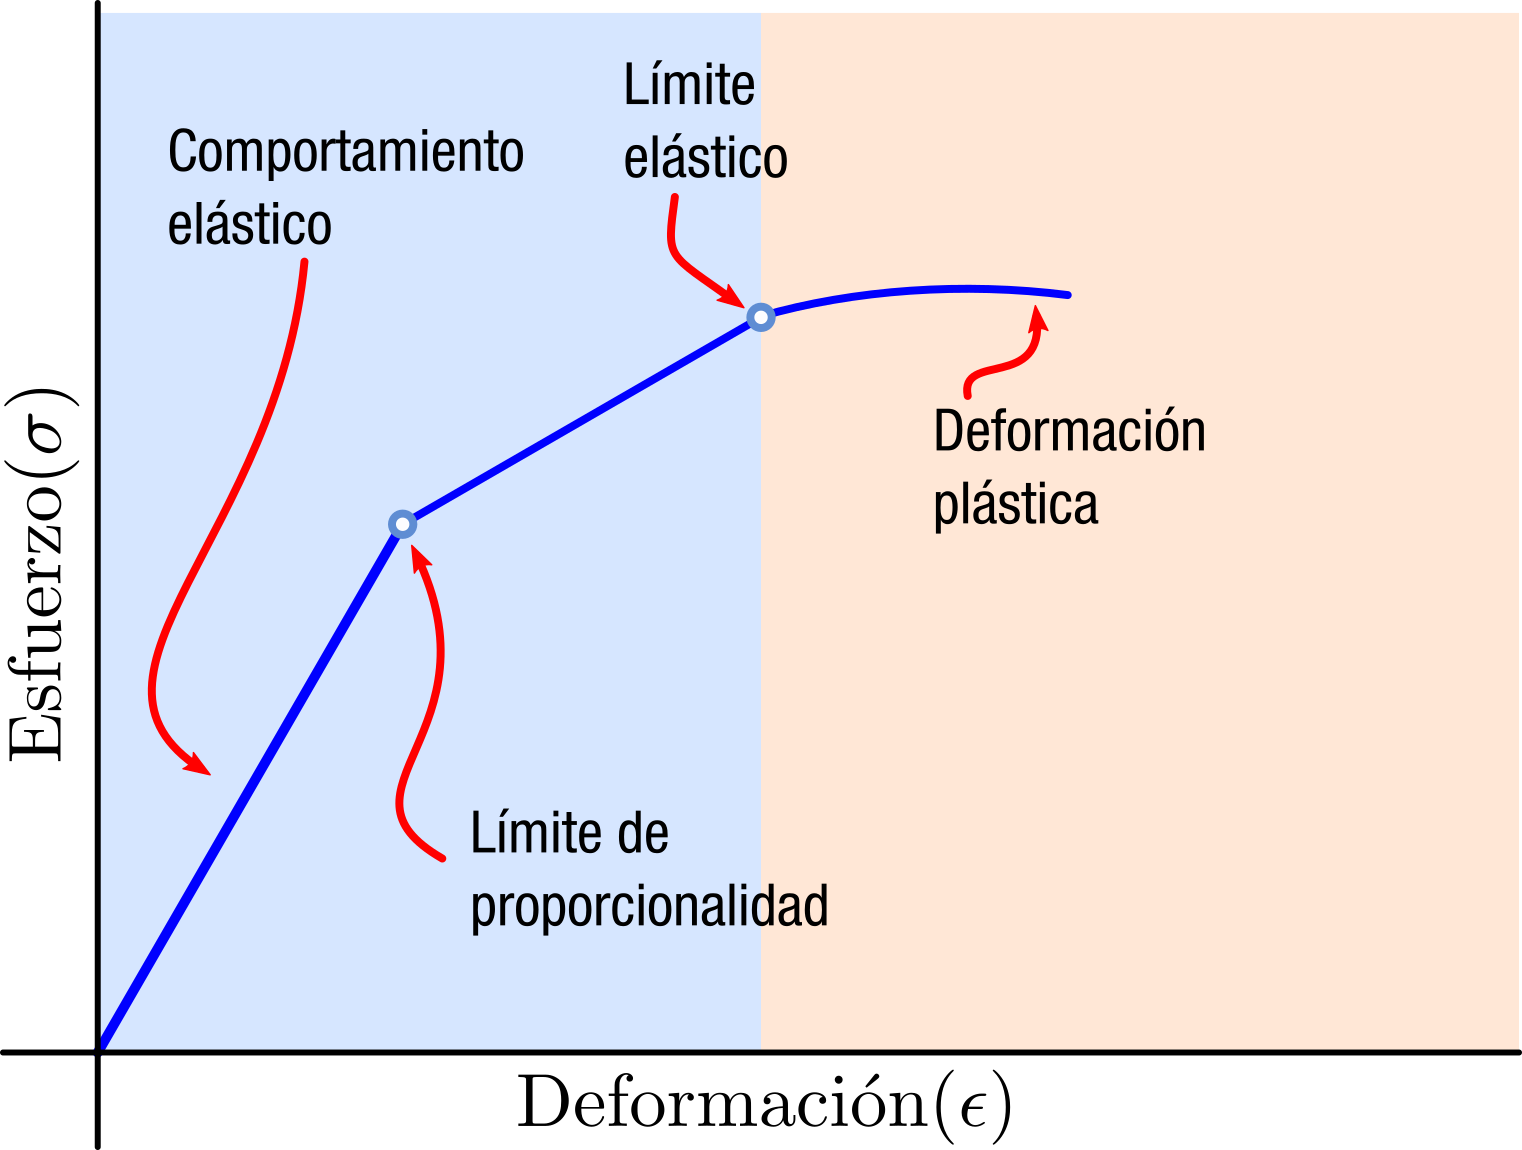 Límite
elástico
Comportamiento
elástico
Deformación
plástica
Límite de
proporcionalidad
Esfuerzo(σ)
Deformación(ϵ)